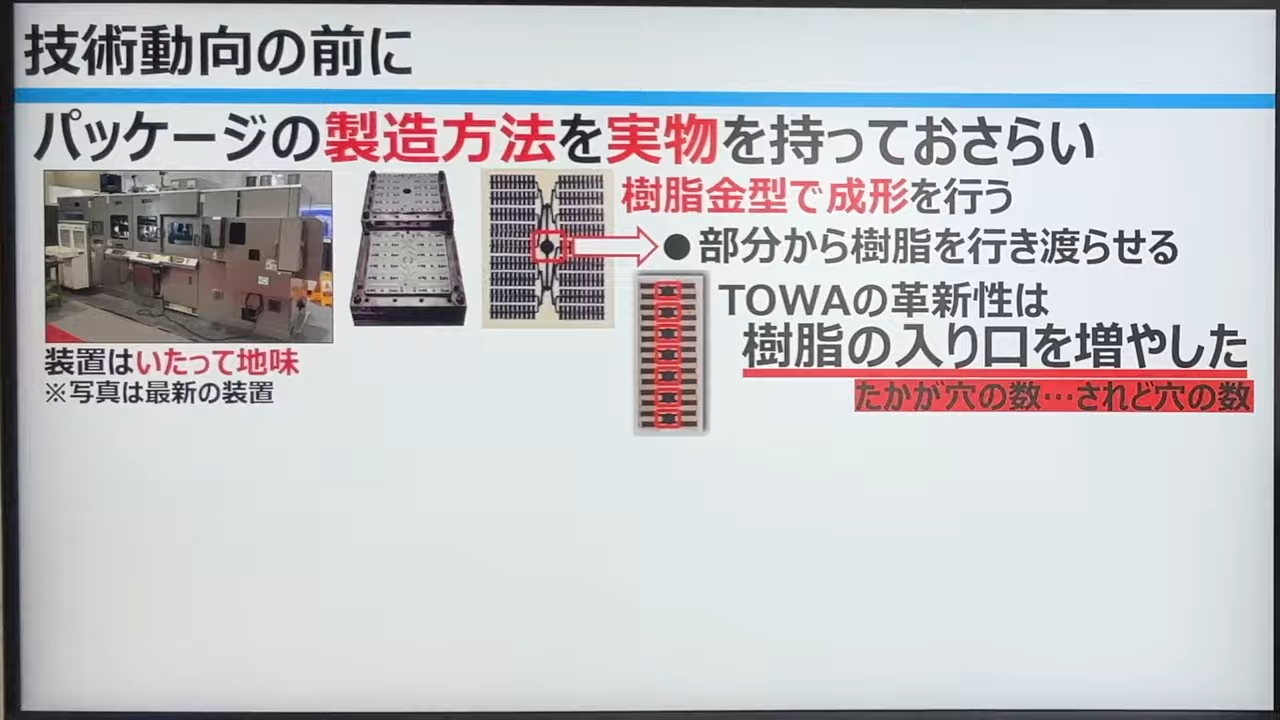 技術動向の前に
パッケージの製造方法を実物を持っておさらい
樹脂金型で成形を行う
●部分から樹脂を行き渡らせる
TOWAの革新性は
樹脂の入り口を増やした
たかが穴の数…されど穴の数
装置はいたって地味
※写真は最新の装置